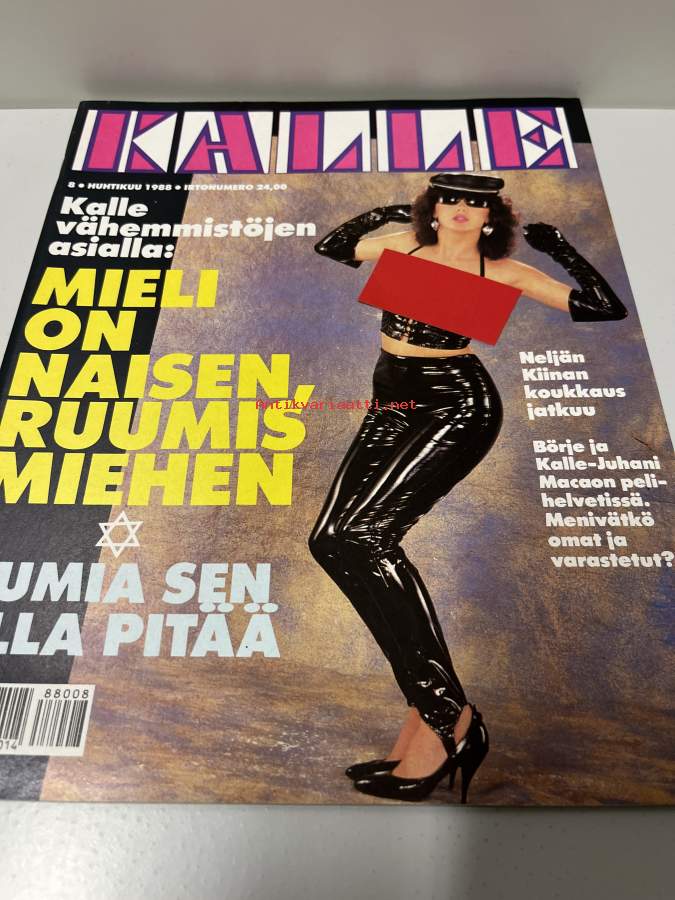 KALLE
8 • HUHTIKUU 1988 • IRTONUMERO 24,00
Kalle
vähemmistöjen
asialla:
MIELI
ON
NAISEN,
RUUMIS
MIEHEN
UMIA SEN
LLA PITÄÄ
Neljän
Kiinan
koukkaus
jatkuu
Börje ja
Kalle-Juhani
Macaon peli-
helvetissä.
Menivätkö
omat ja
varastetut?
Antikvariaatti.net
88008
014